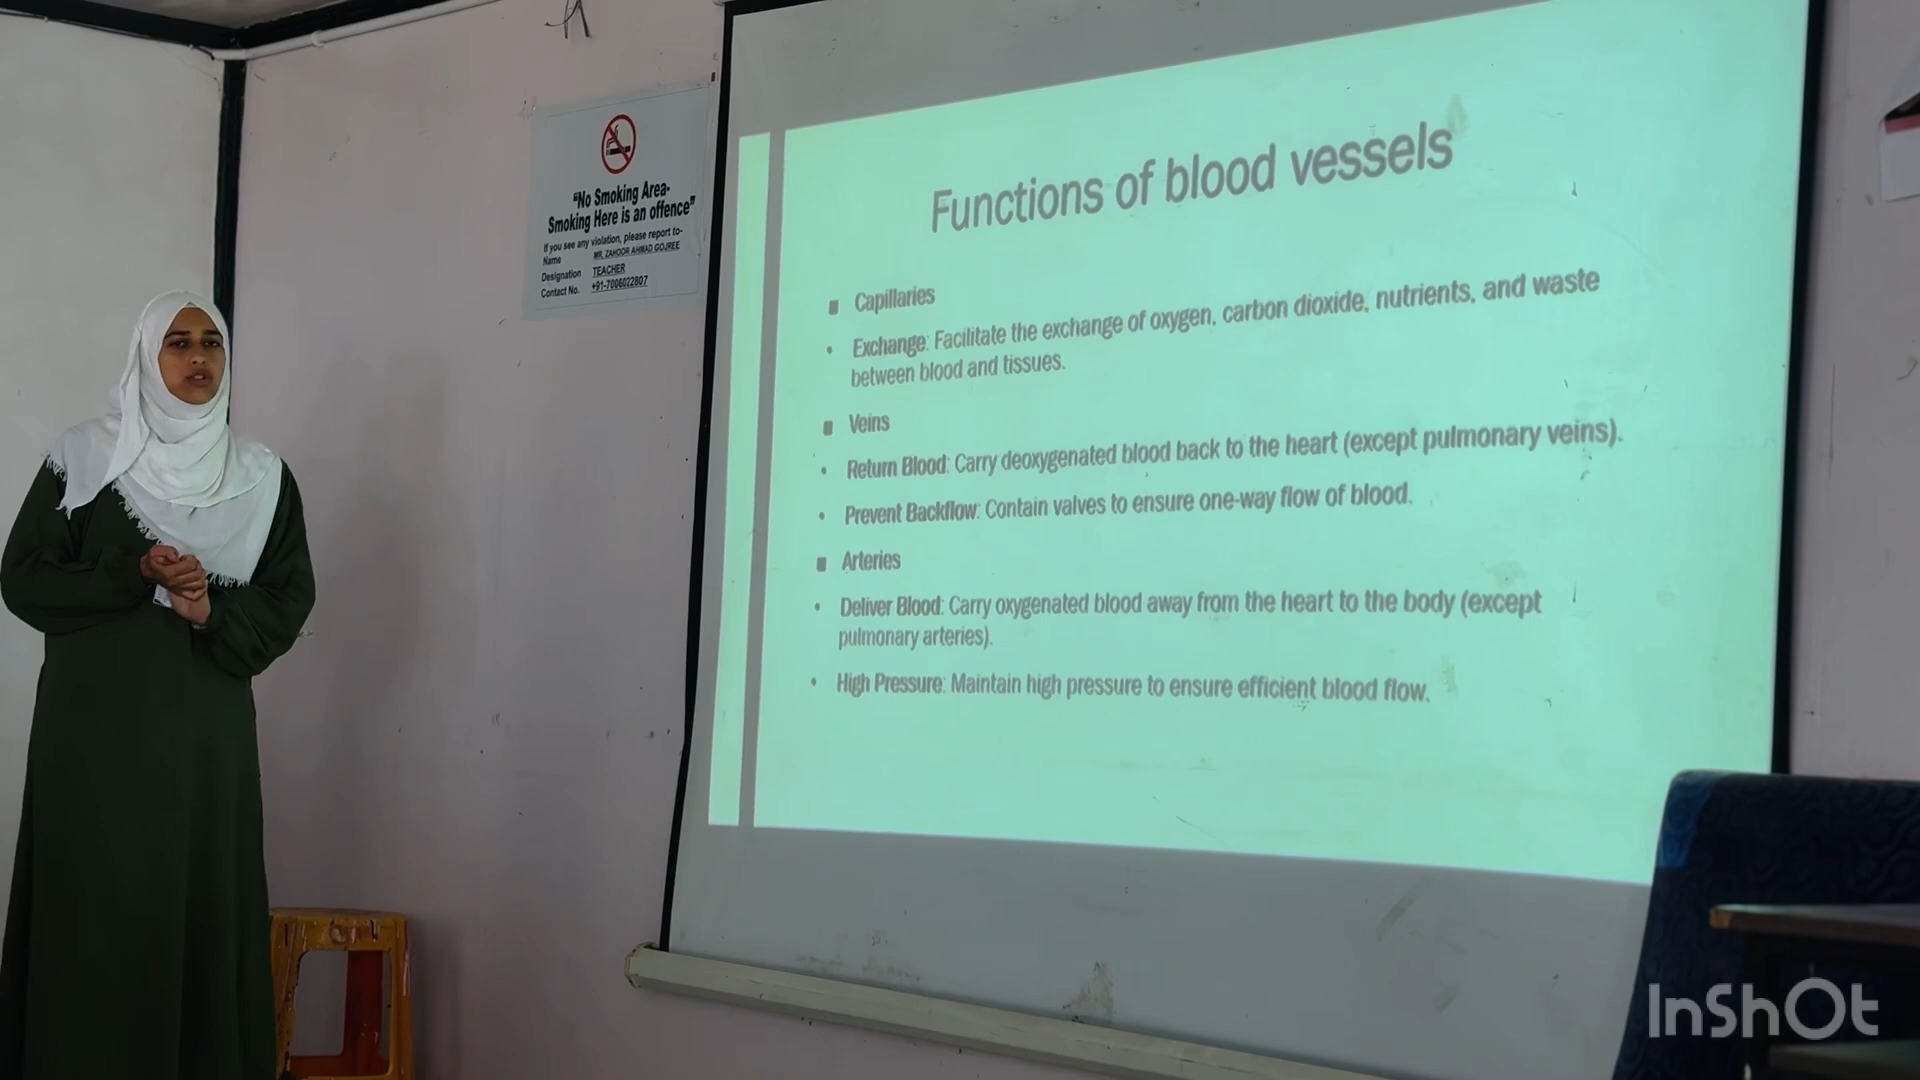 "No Smoking Area-
Smoking Here is an offence"
If you see any violation, please report to-
Name MR. ZAHOOR AHMAD GOJREE
Designation TEACHER
Contact No. +91-7006022807
Functions of blood vessels
Capillaries
Exchange: Facilitate the exchange of oxygen, carbon dioxide, nutrients, and waste
between blood and tissues.
Veins
Return Blood: Carry deoxygenated blood back to the heart (except pulmonary veins).
Prevent Backflow: Contain valves to ensure one-way flow of blood.
Arteries
Deliver Blood: Carry oxygenated blood away from the heart to the body (except
pulmonary arteries).
High Pressure: Maintain high pressure to ensure efficient blood flow.
InShOt